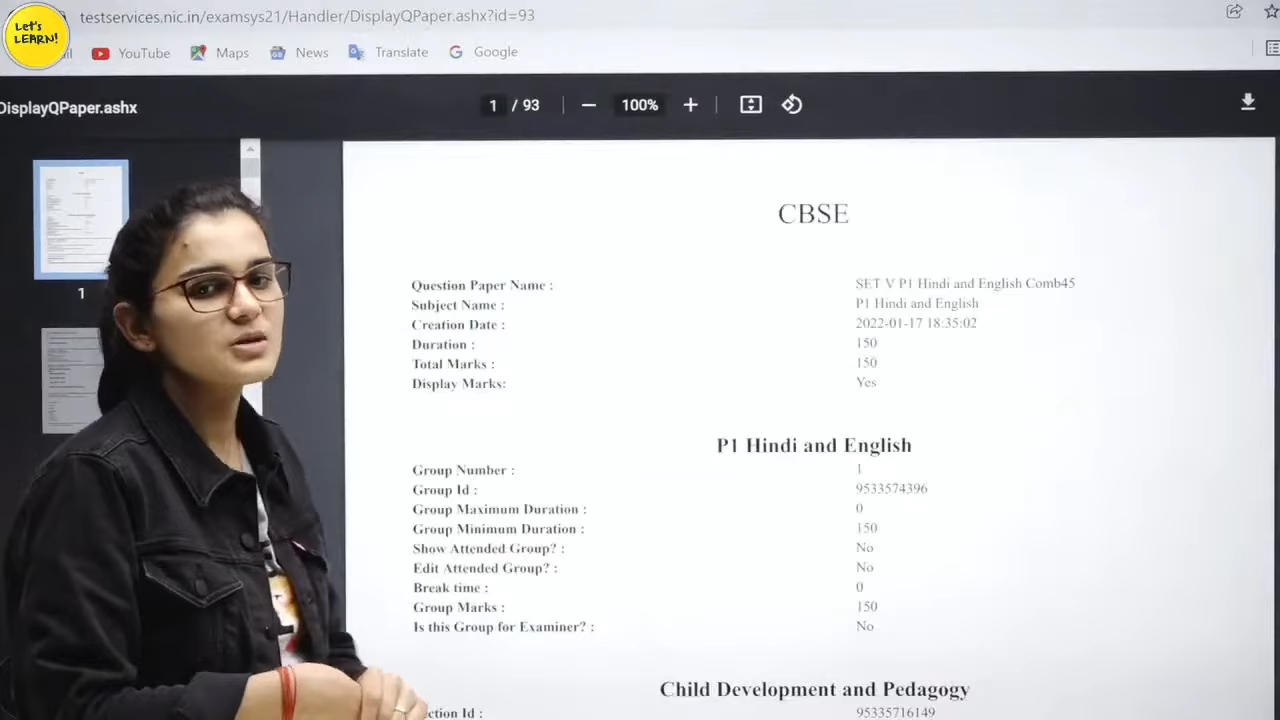 Let's
LEARN!
testservices.nic.in/examsys21/Handler/DisplayQPaper.ashx?id=93
YouTube
Maps
News
Translate
Google
DisplayQPaper.ashx
1 / 93
100%
1
CBSE
Question Paper Name : SET V P1 Hindi and English Comb45
Subject Name : P1 Hindi and English
Creation Date : 2022-01-17 18:35:02
Duration : 150
Total Marks : 150
Display Marks: Yes
P1 Hindi and English
Group Number : 1
Group Id : 9533574396
Group Maximum Duration : 0
Group Minimum Duration : 150
Show Attended Group? : No
Edit Attended Group? : No
Break time : 0
Group Marks : 150
Is this Group for Examiner? : No
Child Development and Pedagogy
ction Id : 95335716149